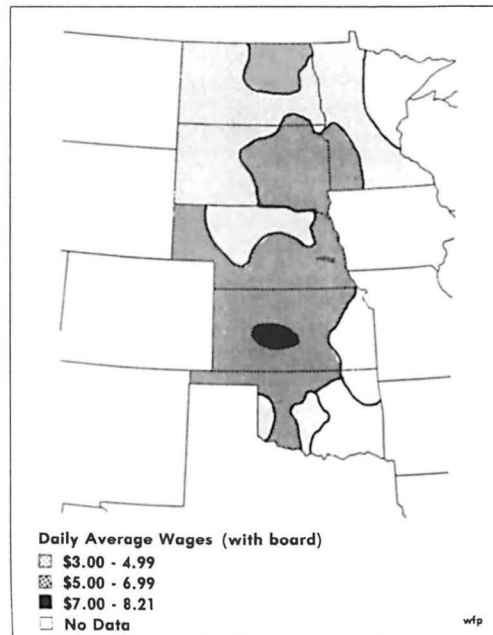 Daily Average Wages (with board)
$3.00 - 4.99
$5.00 - 6.99
$7.00 - 8.21
No Data
wfp